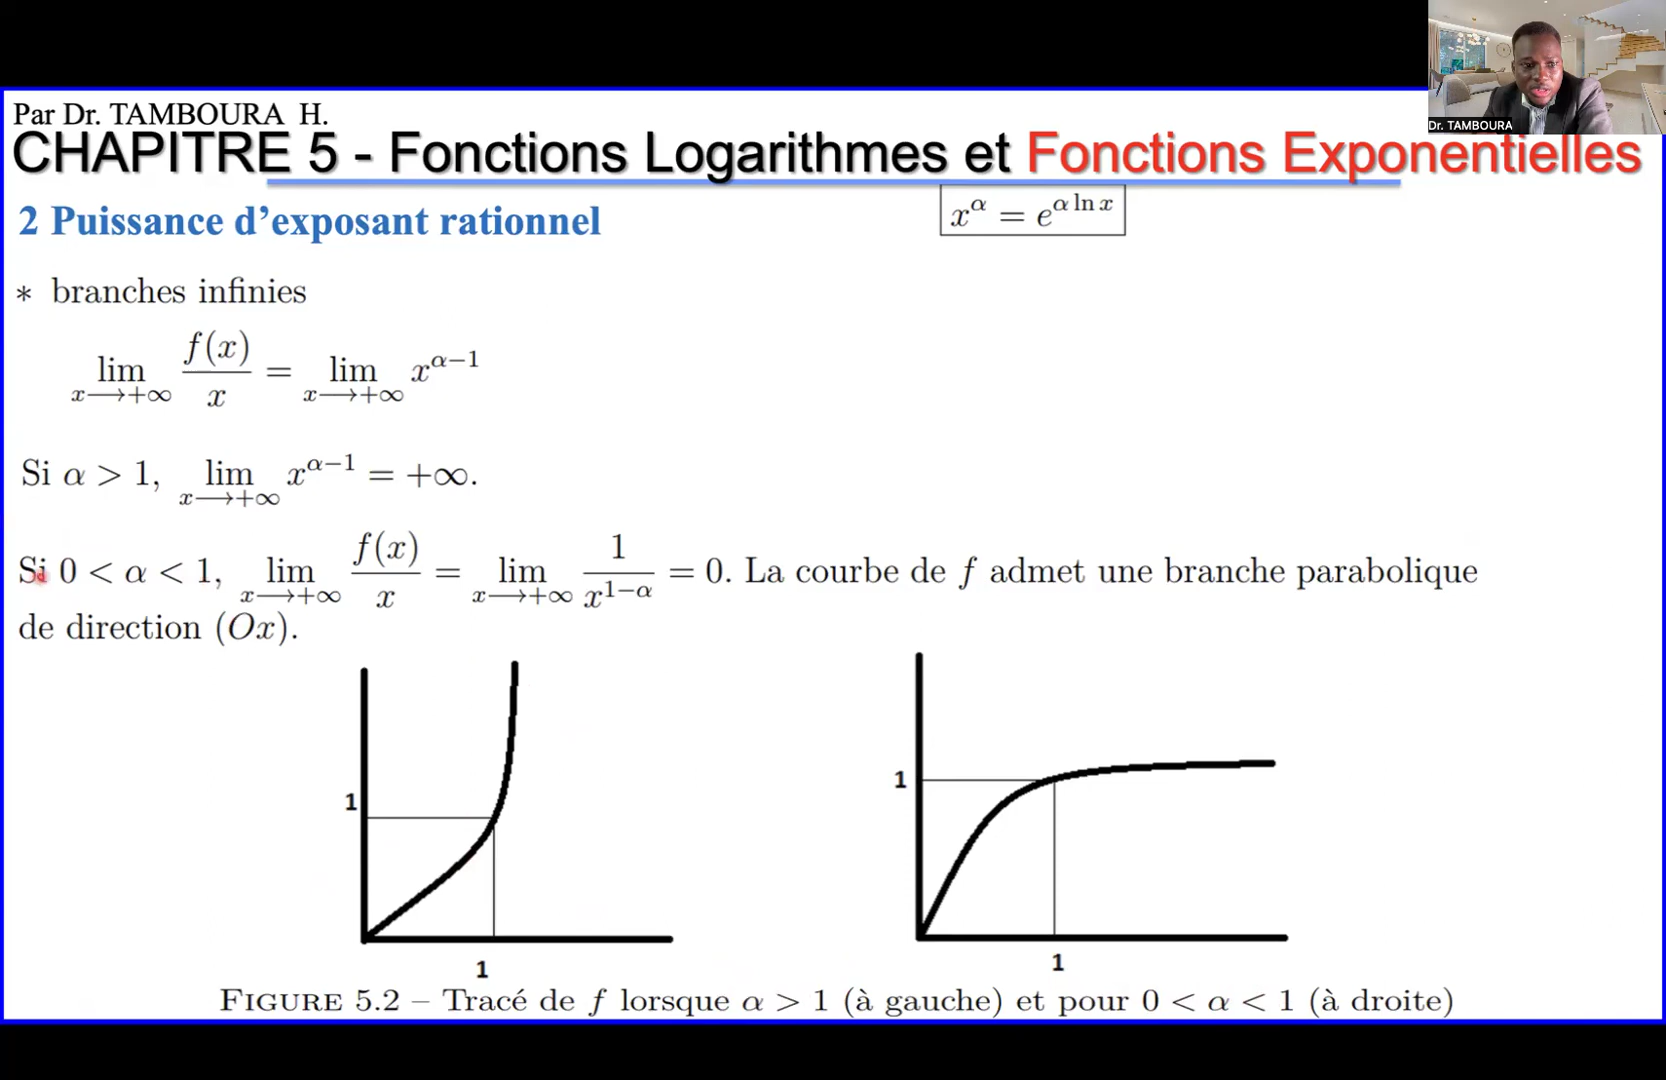 Par Dr. TAMBOURA H.
Dr. TAMBOURA
CHAPITRE 5 - Fonctions Logarithmes et Fonctions Exponentielles
2 Puissance d'exposant rationnel
x^α = e^{α ln x}
* branches infinies
lim_{x⟶+∞} f(x)/x = lim_{x⟶+∞} x^{α−1}
Si α > 1, lim_{x⟶+∞} x^{α−1} = +∞.
Si 0 < α < 1, lim_{x⟶+∞} f(x)/x = lim_{x⟶+∞} 1/x^{1−α} = 0. La courbe de f admet une branche parabolique
de direction (Ox).
1
1
1
1
FIGURE 5.2 – Tracé de f lorsque α > 1 (à gauche) et pour 0 < α < 1 (à droite)